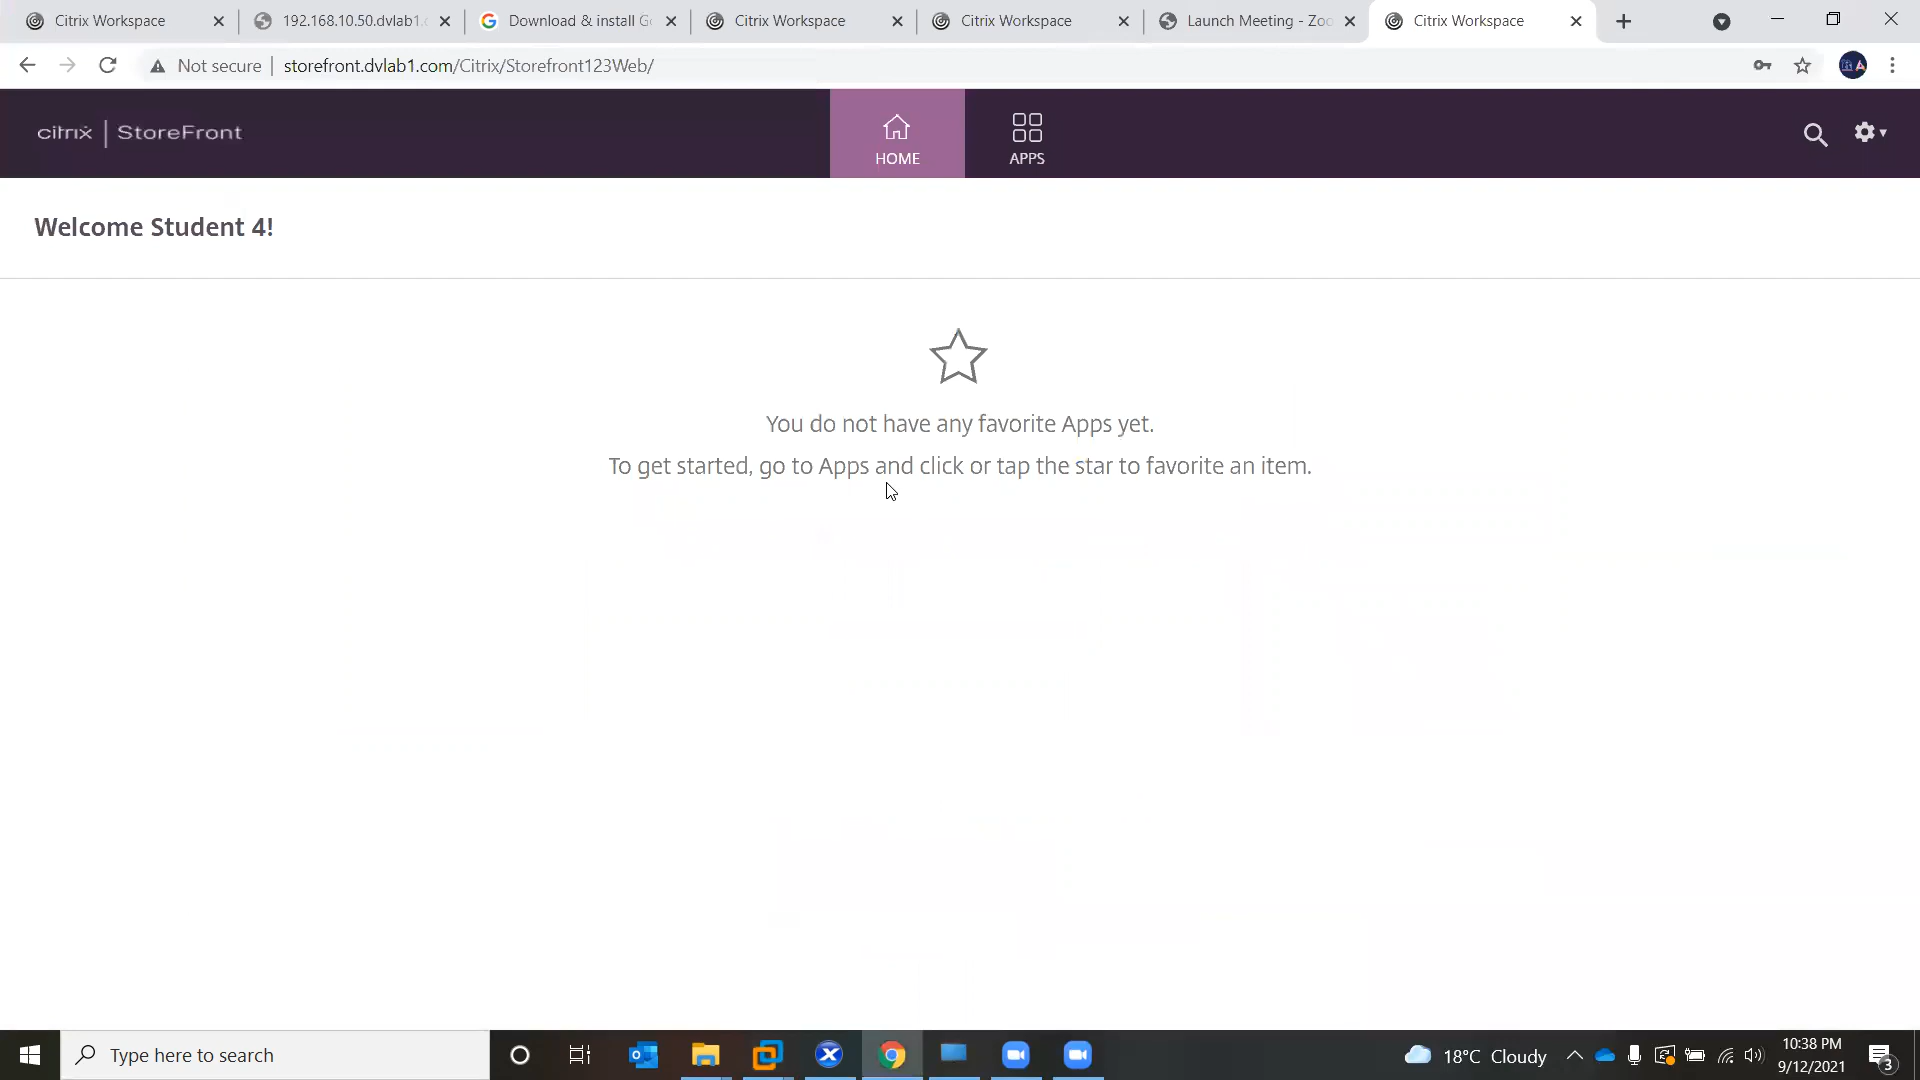 Citrix Workspace
192.168.10.50.dvlab1.
Download & install G
Citrix Workspace
Citrix Workspace
Launch Meeting - Zoo
Citrix Workspace
Not secure
storefront.dvlab1.com/Citrix/Storefront123Web/
citrix | StoreFront
HOME
APPS
Welcome Student 4!
You do not have any favorite Apps yet.
To get started, go to Apps and click or tap the star to favorite an item.
Type here to search
18°C Cloudy
10:38 PM
9/12/2021
3